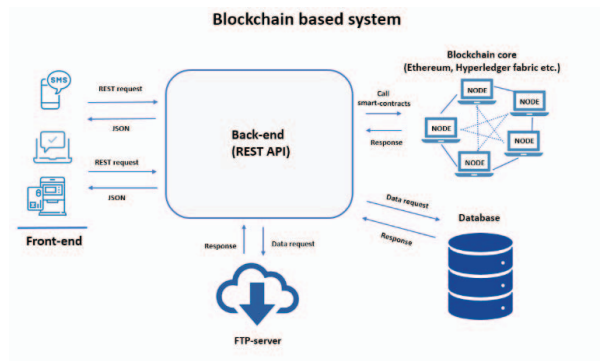 Blockchain based system
SMS
REST request
JSON
REST request
JSON
Front-end
Back-end
(REST API)
Call
smart-contracts
Response
Blockchain core
(Ethereum, Hyperledger fabric etc.)
NODE
NODE
NODE
NODE
NODE
Data request
Response
Database
Response
Data request
FTP-server